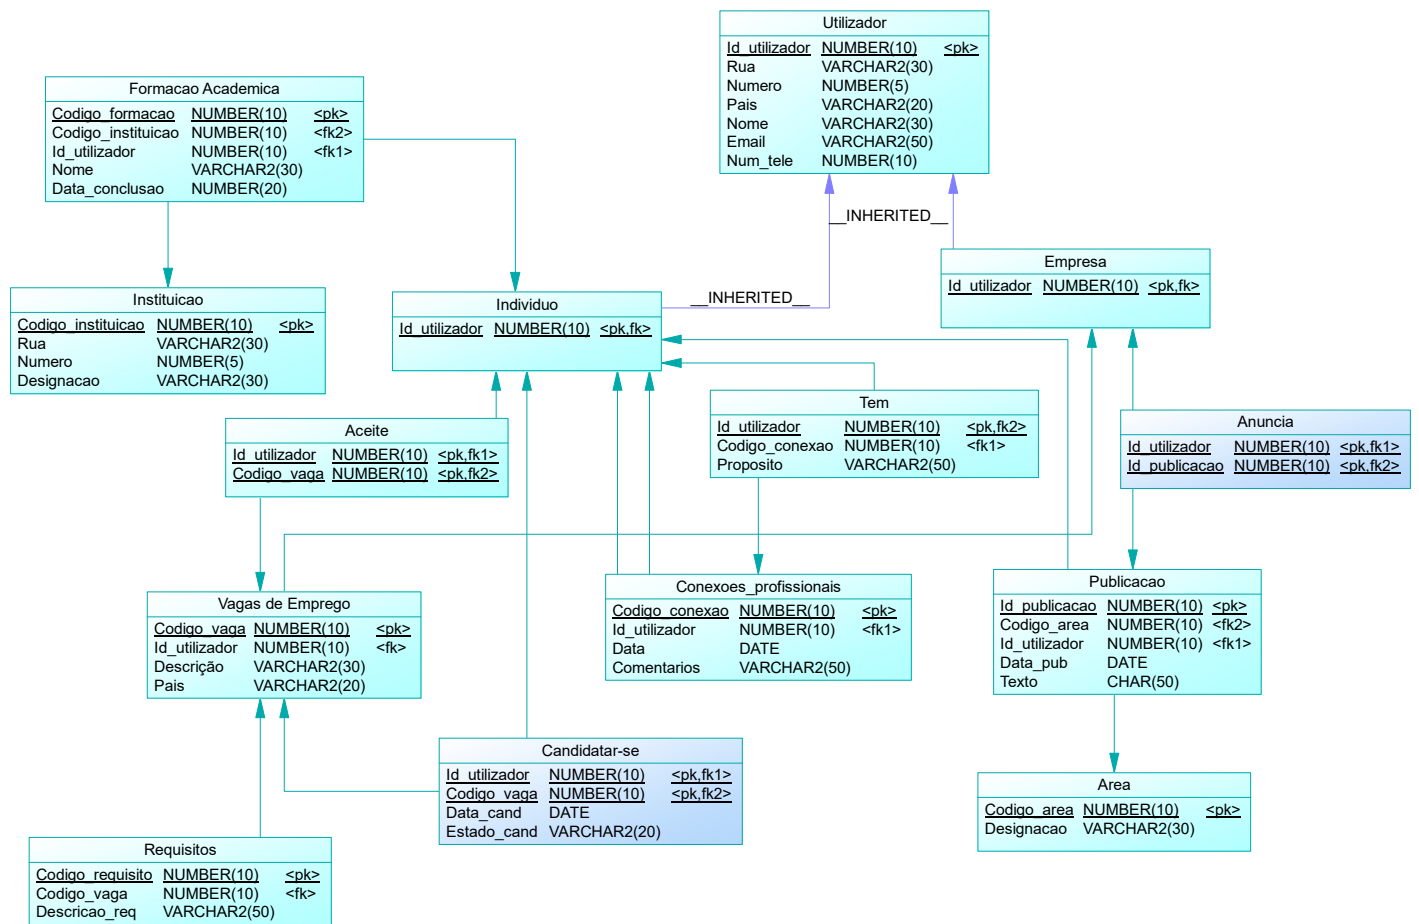 Utilizador
Id_utilizador NUMBER(10) <pk>
Rua VARCHAR2(30)
Numero NUMBER(5)
Pais VARCHAR2(20)
Nome VARCHAR2(30)
Email VARCHAR2(50)
Num_tele NUMBER(10)
Formacao Academica
Codigo_formacao NUMBER(10) <pk>
Codigo_instituicao NUMBER(10) <fk2>
Id_utilizador NUMBER(10) <fk1>
Nome VARCHAR2(30)
Data_conclusao NUMBER(20)
__INHERITED__
Empresa
Id_utilizador NUMBER(10) <pk,fk>
Instituicao
Codigo_instituicao NUMBER(10) <pk>
Rua VARCHAR2(30)
Numero NUMBER(5)
Designacao VARCHAR2(30)
Individuo
Id_utilizador NUMBER(10) <pk,fk>
__INHERITED__
Tem
Id_utilizador NUMBER(10) <pk,fk2>
Codigo_conexao NUMBER(10) <fk1>
Proposito VARCHAR2(50)
Anuncia
Id_utilizador NUMBER(10) <pk,fk1>
Id_publicacao NUMBER(10) <pk,fk2>
Aceite
Id_utilizador NUMBER(10) <pk,fk1>
Codigo_vaga NUMBER(10) <pk,fk2>
Conexoes_profissionais
Codigo_conexao NUMBER(10) <pk>
Id_utilizador NUMBER(10) <fk1>
Data DATE
Comentarios VARCHAR2(50)
Publicacao
Id_publicacao NUMBER(10) <pk>
Codigo_area NUMBER(10) <fk2>
Id_utilizador NUMBER(10) <fk1>
Data_pub DATE
Texto CHAR(50)
Vagas de Emprego
Codigo_vaga NUMBER(10) <pk>
Id_utilizador NUMBER(10) <fk>
Descrição VARCHAR2(30)
Pais VARCHAR2(20)
Candidatar-se
Id_utilizador NUMBER(10) <pk,fk1>
Codigo_vaga NUMBER(10) <pk,fk2>
Data_cand DATE
Estado_cand VARCHAR2(20)
Area
Codigo_area NUMBER(10) <pk>
Designacao VARCHAR2(30)
Requisitos
Codigo_requisito NUMBER(10) <pk>
Codigo_vaga NUMBER(10) <fk>
Descricao_req VARCHAR2(50)